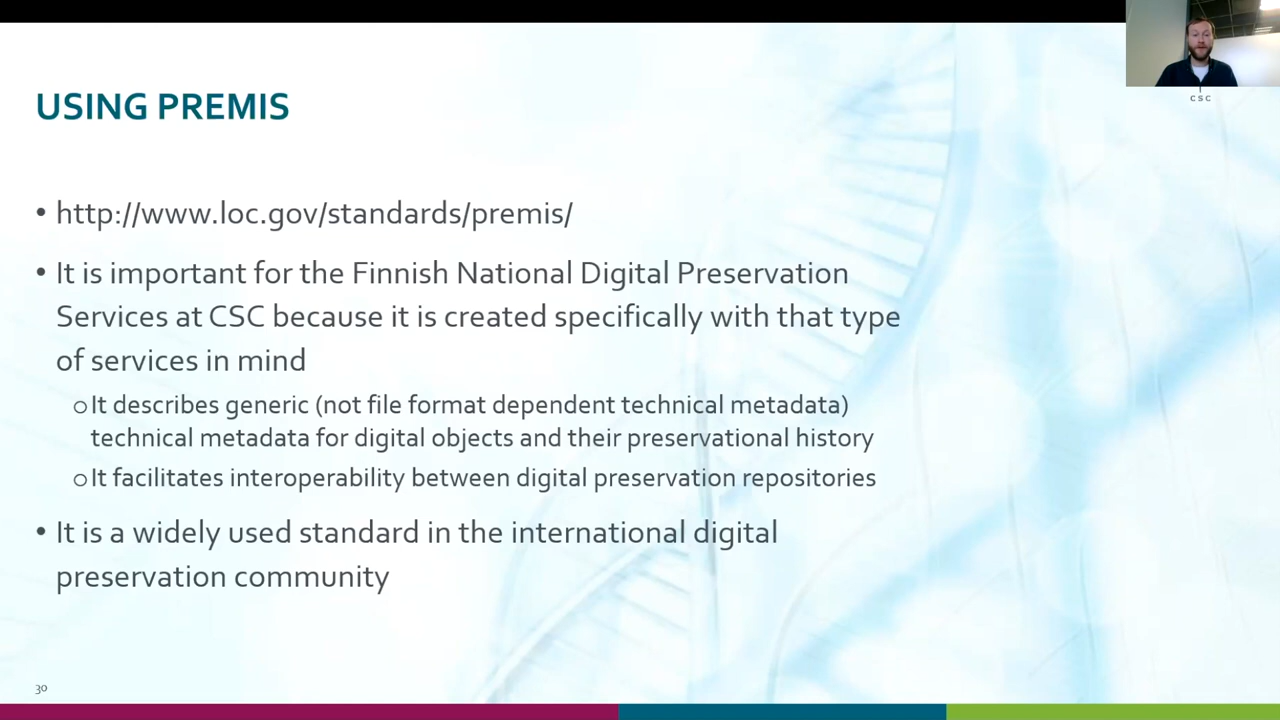 CSC
USING PREMIS
• http://www.loc.gov/standards/premis/
• It is important for the Finnish National Digital Preservation
Services at CSC because it is created specifically with that type
of services in mind
o It describes generic (not file format dependent technical metadata)
technical metadata for digital objects and their preservational history
o It facilitates interoperability between digital preservation repositories
• It is a widely used standard in the international digital
preservation community
30